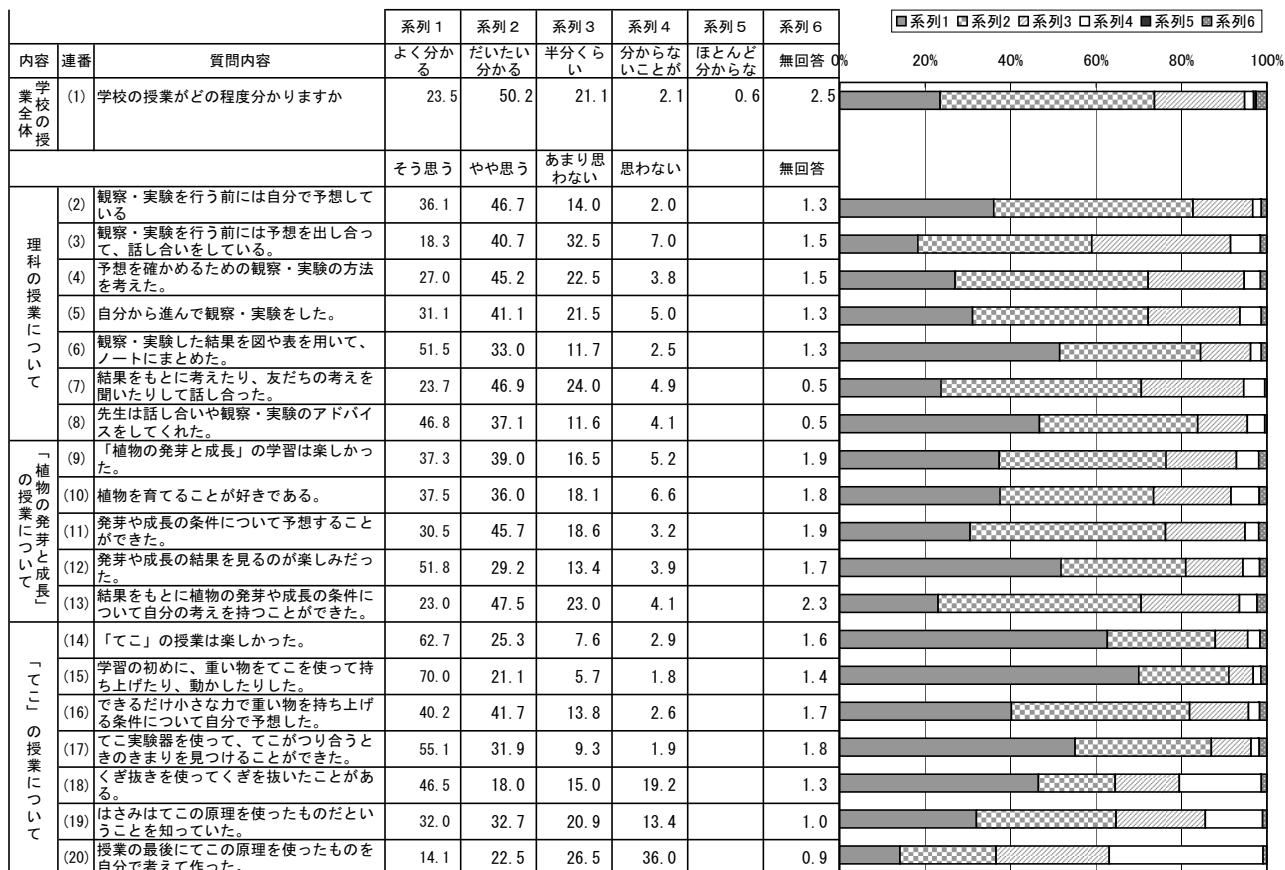 系列1 系列2 系列3 系列4 系列5 系列6
系列1 系列2 系列3 系列4 系列5 系列6
内容 連番 質問内容 よく分か だいたい 半分くら 分からな ほとんど 無回答
る 分かる い いことが 分からな
0% 20% 40% 60% 80% 100%
学校の授
業全体
(1) 学校の授業がどの程度分かりますか 23.5 50.2 21.1 2.1 0.6 2.5
そう思う やや思う あまり思 思わない 無回答
わない
理科の授業について
(2) 観察・実験を行う前には自分で予想して 36.1 46.7 14.0 2.0 1.3
いる
(3) 観察・実験を行う前には予想を出し合っ 18.3 40.7 32.5 7.0 1.5
て、話し合いをしている。
(4) 予想を確かめるための観察・実験の方法 27.0 45.2 22.5 3.8 1.5
を考えた。
(5) 自分から進んで観察・実験をした。 31.1 41.1 21.5 5.0 1.3
(6) 観察・実験した結果を図や表を用いて、 51.5 33.0 11.7 2.5 1.3
ノートにまとめた。
(7) 結果をもとに考えたり、友だちの考えを 23.7 46.9 24.0 4.9 0.5
聞いたりして話し合った。
(8) 先生は話し合いや観察・実験のアドバイ 46.8 37.1 11.6 4.1 0.5
スをしてくれた。
「植物の発芽と成長」
の授業について
(9) 「植物の発芽と成長」の学習は楽しかっ 37.3 39.0 16.5 5.2 1.9
た。
(10) 植物を育てることが好きである。 37.5 36.0 18.1 6.6 1.8
(11) 発芽や成長の条件について予想すること 30.5 45.7 18.6 3.2 1.9
ができた。
(12) 発芽や成長の結果を見るのが楽しみだっ 51.8 29.2 13.4 3.9 1.7
た。
(13) 結果をもとに植物の発芽や成長の条件に 23.0 47.5 23.0 4.1 2.3
ついて自分の考えを持つことができた。
「てこ」の授業について
(14) 「てこ」の授業は楽しかった。 62.7 25.3 7.6 2.9 1.6
(15) 学習の初めに、重い物をてこを使って持 70.0 21.1 5.7 1.8 1.4
ち上げたり、動かしたりした。
(16) できるだけ小さな力で重い物を持ち上げ 40.2 41.7 13.8 2.6 1.7
る条件について自分で予想した。
(17) てこ実験器を使って、てこがつり合うと 55.1 31.9 9.3 1.9 1.8
きのきまりを見つけることができた。
(18) くぎ抜きを使ってくぎを抜いたことがあ 46.5 18.0 15.0 19.2 1.3
る。
(19) はさみはてこの原理を使ったものだとい 32.0 32.7 20.9 13.4 1.0
うことを知っていた。
(20) 授業の最後にてこの原理を使ったものを 14.1 22.5 26.5 36.0 0.9
自分で考えて作った。